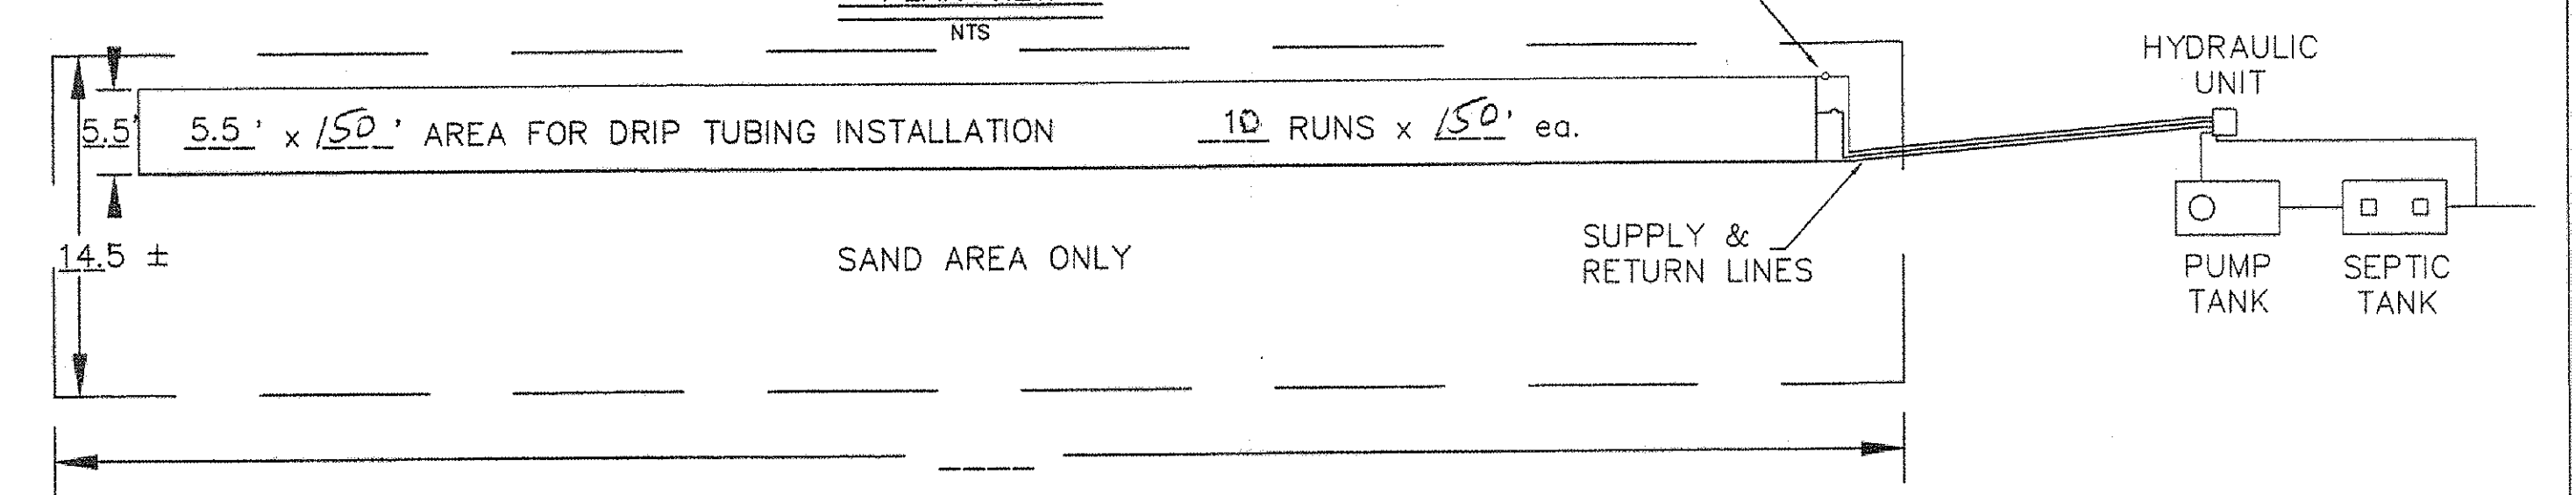 NTS
HYDRAULIC
UNIT
5.5'
5.5' x 150' AREA FOR DRIP TUBING INSTALLATION
10 RUNS x 150' ea.
14.5 ±
SAND AREA ONLY
SUPPLY &
RETURN LINES
PUMP
TANK
SEPTIC
TANK